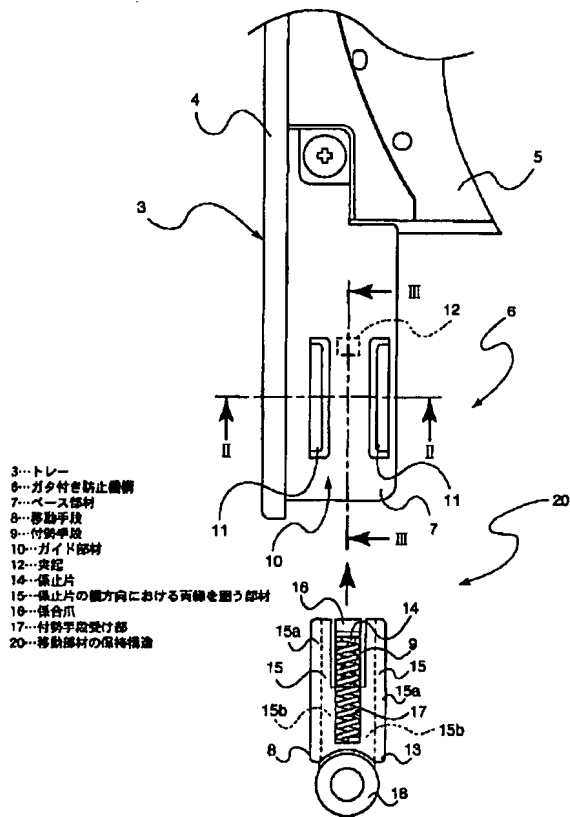 4
5
3
III
12
6
II
II
11
11
10
7
III
20
3…トレー
6…ガタ付き防止機構
7…ベース部材
8…移動手段
9…付勢手段
10…ガイド部材
12…突起
14…係止片
15…係止片の幅方向における両縁を囲う部材
16…係合爪
17…付勢手段受け部
20…移動部材の保持構造
16
14
15a
9
15
15
15a
15b
17
15b
8
13
18